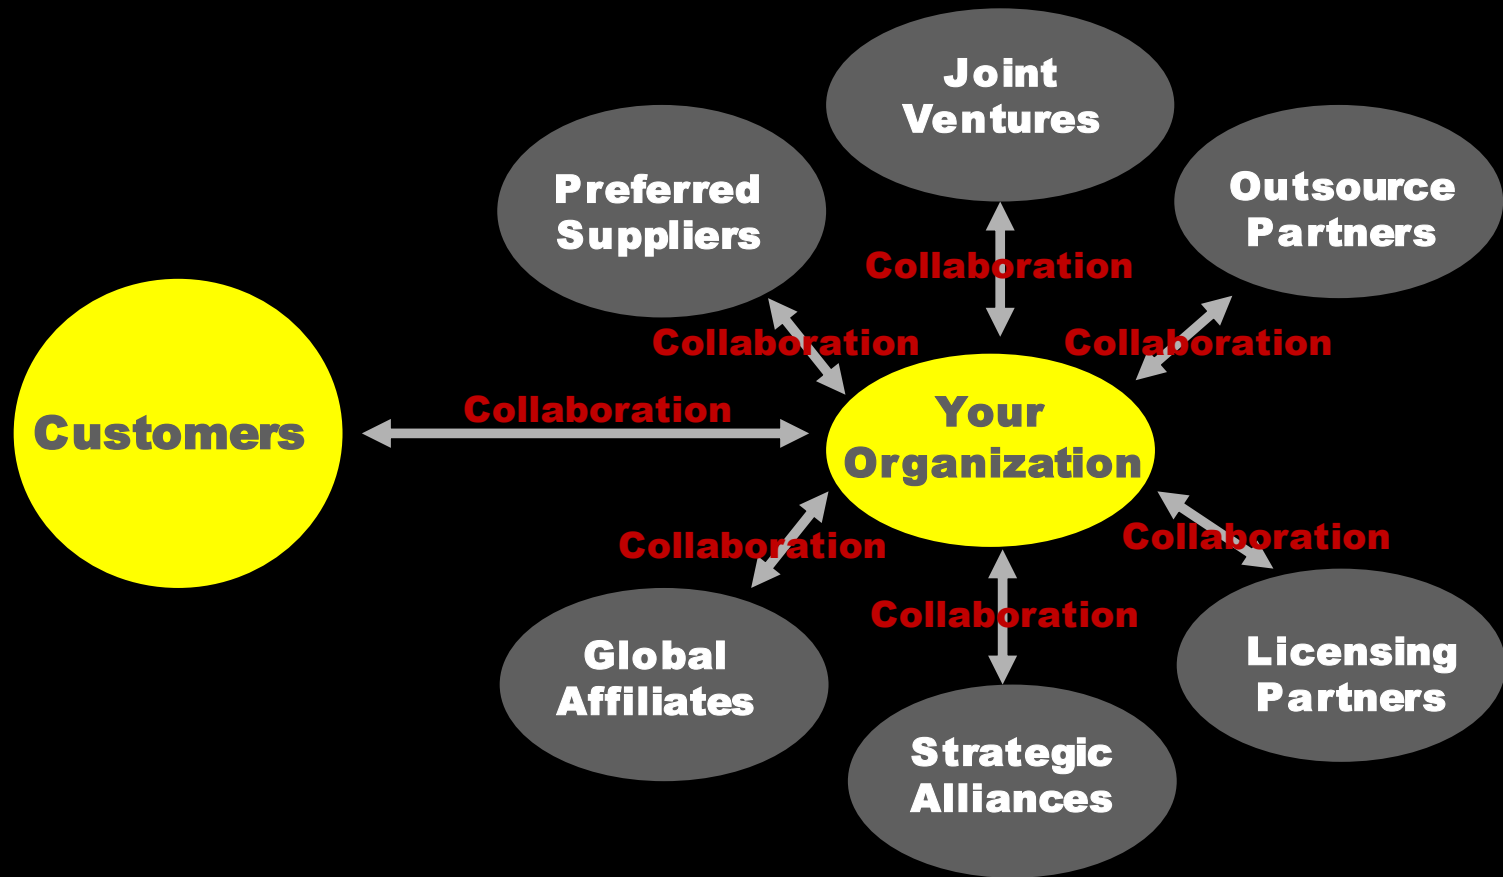 Joint
Ventures
Preferred
Suppliers
Outsource
Partners
Collaboration
Collaboration
Collaboration
Collaboration
Customers
Your
Organization
Collaboration
Collaboration
Collaboration
Global
Affiliates
Licensing
Partners
Strategic
Alliances